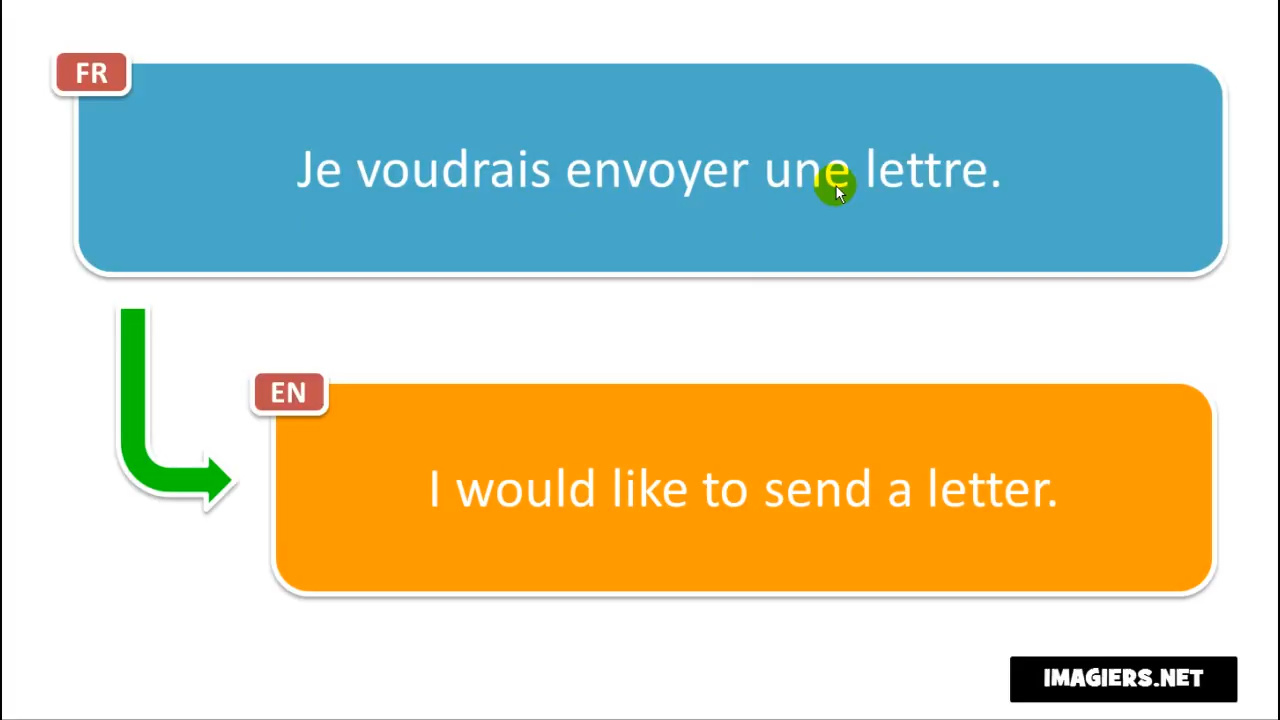 FR
Je voudrais envoyer une lettre.
EN
I would like to send a letter.
IMAGIERS.NET